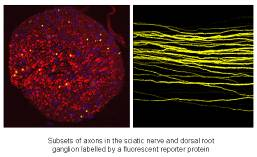 Subsets of axons in the sciatic nerve and dorsal root
ganglion labelled by a fluorescent reporter protein